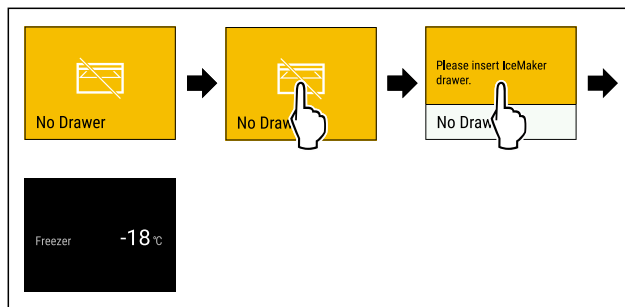 No Drawer
No Draw
Please insert IceMaker
drawer.
No Draw
Freezer -18 °C